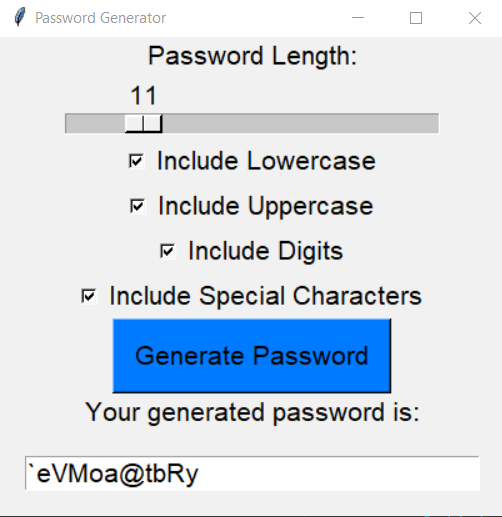 Password Generator
Password Length:
11
Include Lowercase
Include Uppercase
Include Digits
Include Special Characters
Generate Password
Your generated password is:
`eVMoa@tbRy